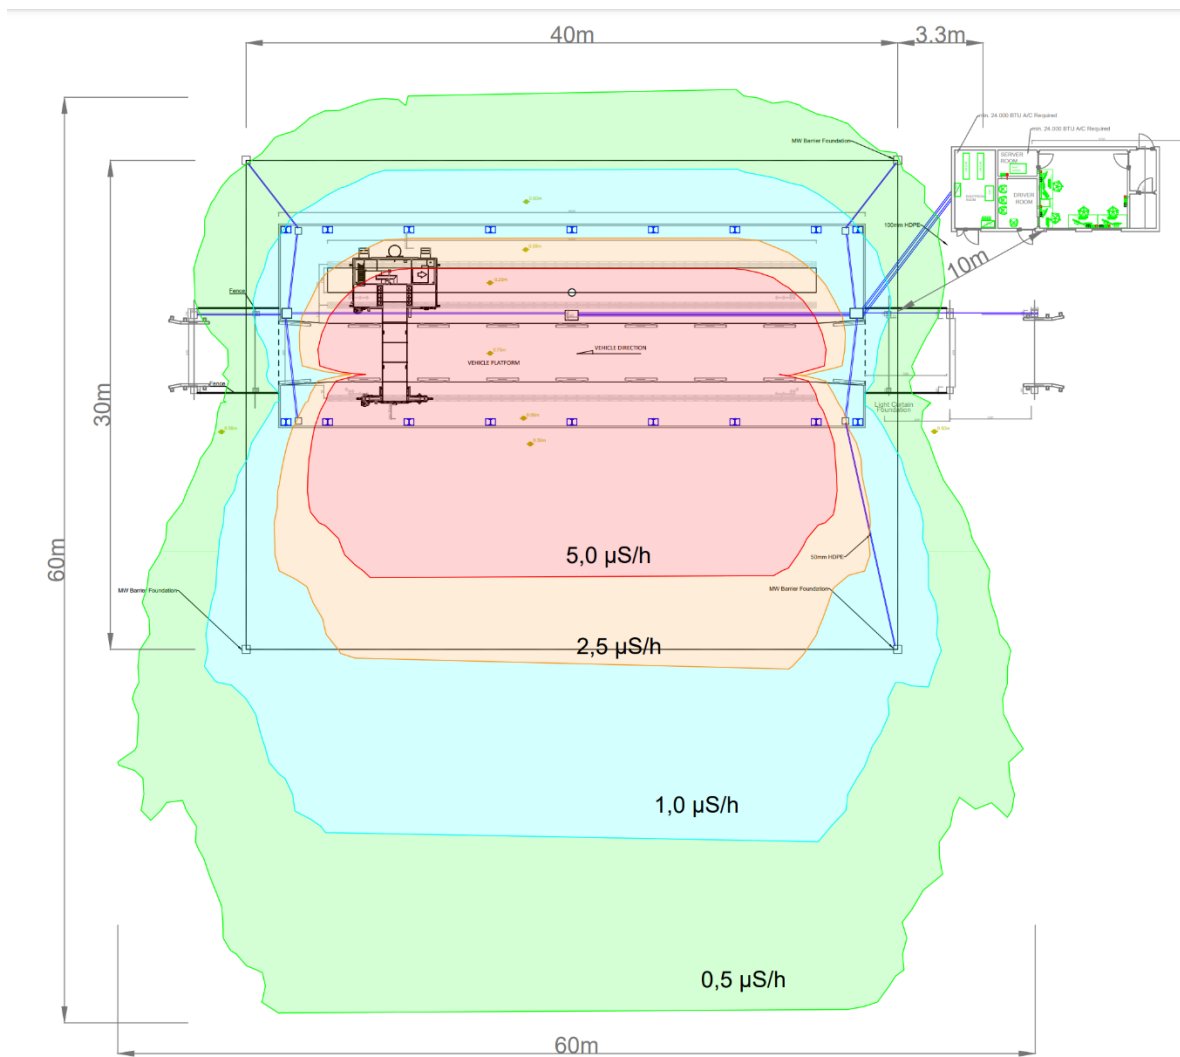 40m
3.3m
min. 24.000 BTU A/C Required
min. 24.000 BTU A/C Required
MW Barrier Foundation
SERVER
ROOM
DRIVER
ROOM
100mm HDPE
10m
Fence
VEHICLE DIRECTION
VEHICLE PLATFORM
Fence
Light Curtain
Foundation
30m
60m
5,0 µS/h
50mm HDPE
MW Barrier Foundation
MW Barrier Foundation
2,5 µS/h
1,0 µS/h
0,5 µS/h
60m